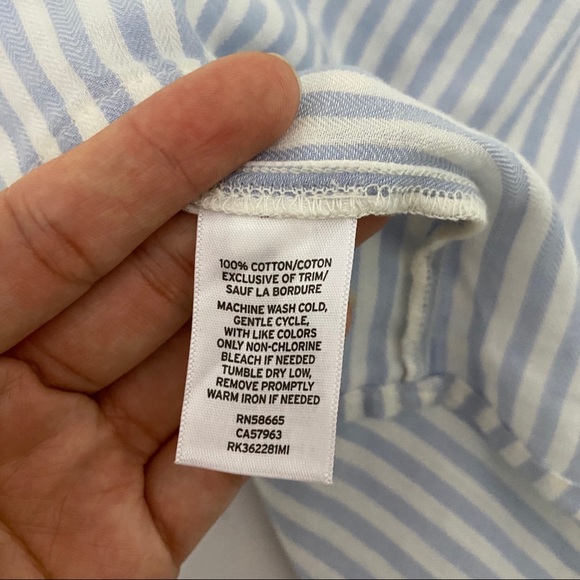 100% COTTON/COTON
EXCLUSIVE OF TRIM/
SAUF LA BORDURE
MACHINE WASH COLD,
GENTLE CYCLE,
WITH LIKE COLORS
ONLY NON-CHLORINE
BLEACH IF NEEDED
TUMBLE DRY LOW,
REMOVE PROMPTLY
WARM IRON IF NEEDED
RN58665
CA57963
RK362281MI